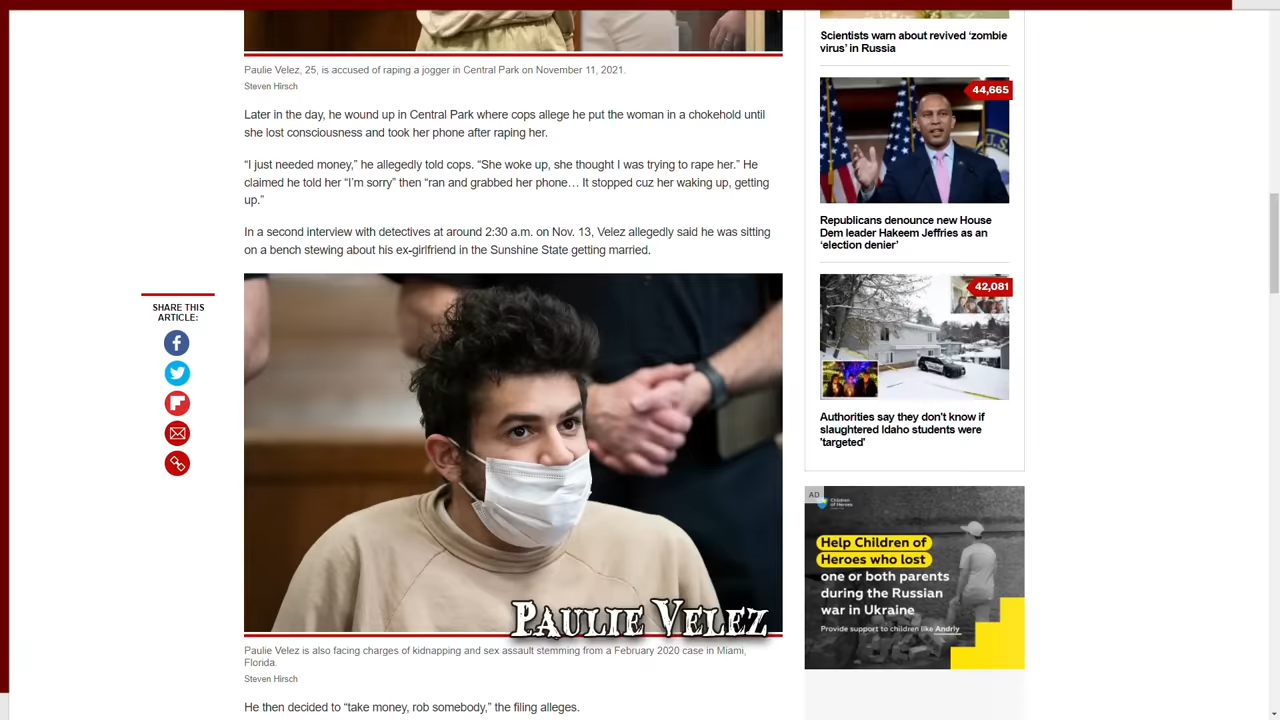 Paulie Velez, 25, is accused of raping a jogger in Central Park on November 11, 2021.
Steven Hirsch
Later in the day, he wound up in Central Park where cops allege he put the woman in a chokehold until
she lost consciousness and took her phone after raping her.
“I just needed money,” he allegedly told cops. “She woke up, she thought I was trying to rape her.” He
claimed he told her “I’m sorry” then “ran and grabbed her phone… It stopped cuz her waking up, getting
up.”
In a second interview with detectives at around 2:30 a.m. on Nov. 13, Velez allegedly said he was sitting
on a bench stewing about his ex-girlfriend in the Sunshine State getting married.
SHARE THIS
ARTICLE:
PAULIE VELEZ
Paulie Velez is also facing charges of kidnapping and sex assault stemming from a February 2020 case in Miami,
Florida.
Steven Hirsch
He then decided to “take money, rob somebody,” the filing alleges.
Scientists warn about revived ‘zombie
virus’ in Russia
44,665
Republicans denounce new House
Dem leader Hakeem Jeffries as an
‘election denier’
42,081
Authorities say they don't know if
slaughtered Idaho students were
'targeted'
AD
Children
of Heroes
Help Children of
Heroes who lost
one or both parents
during the Russian
war in Ukraine
Provide support to children like Andriy